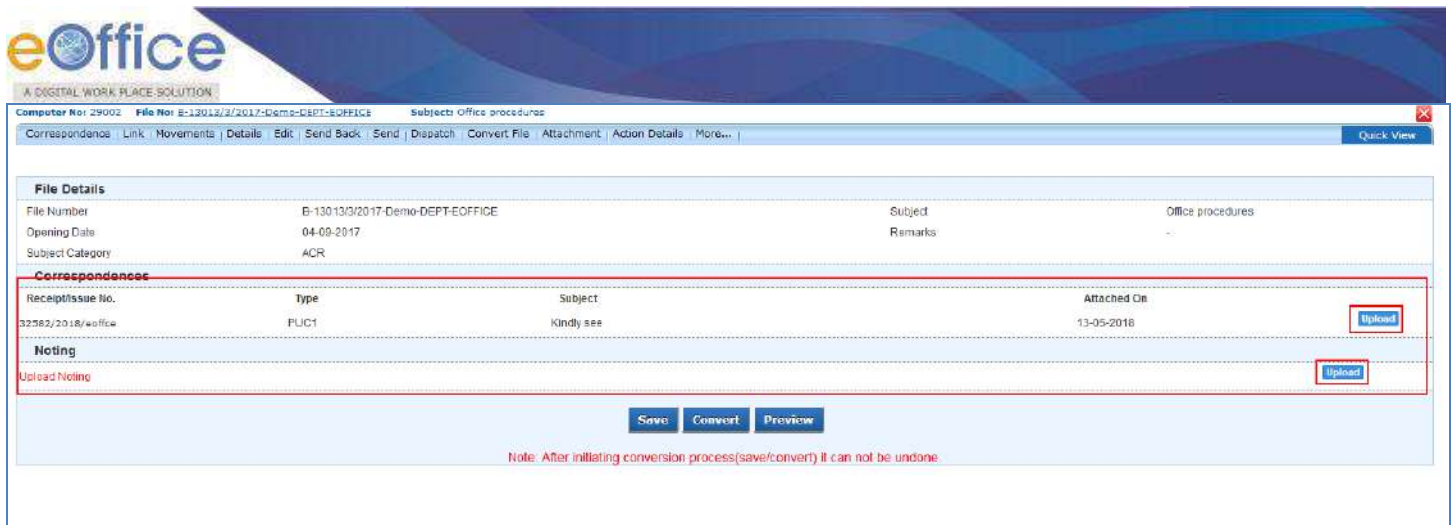 eOffice
A DIGITAL WORK PLACE SOLUTION
Computer No: 29002 File No: B-13013/3/2017-Demo-DEPT-EOFFICE Subject: Office procedures
Correspondence | Link | Movements | Details | Edit | Send Back | Send | Dispatch | Convert File | Attachment | Action Details | More... |
Quick View
File Details
File Number B-13013/3/2017-Demo-DEPT-EOFFICE Subject Office procedures
Opening Date 04-09-2017 Remarks -
Subject Category ACR
Correspondences
Receipt/Issue No. Type Subject Attached On
32582/2018/eoffce PUC1 Kindly see 13-05-2018 Upload
Noting
Upload Noting Upload
Save Convert Preview
Note: After initiating conversion process(save/convert) it can not be undone.